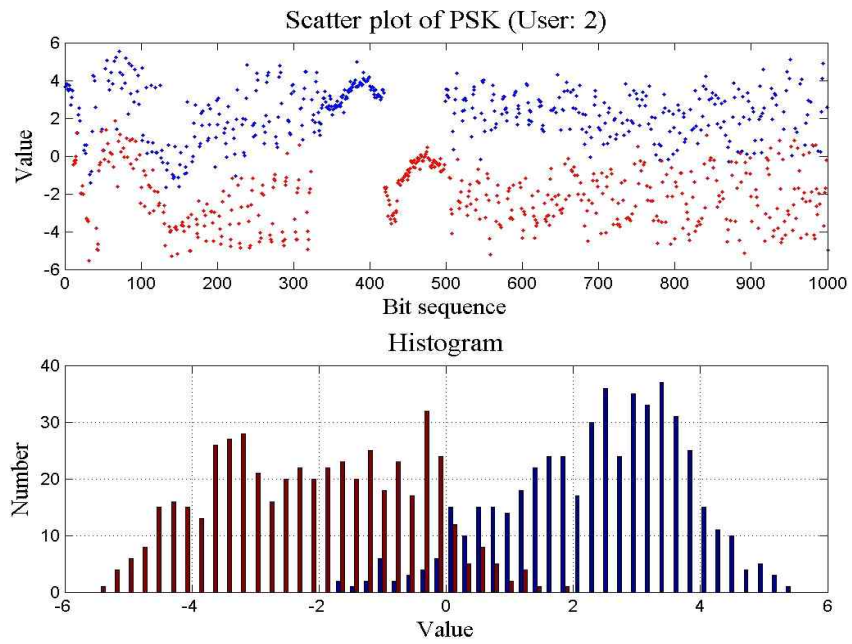 Scatter plot of PSK (User: 2)
Value
6
4
2
0
-2
-4
-6
0 100 200 300 400 500 600 700 800 900 1000
Bit sequence
Histogram
Number
40
30
20
10
0
-6 -4 -2 0 2 4 6
Value